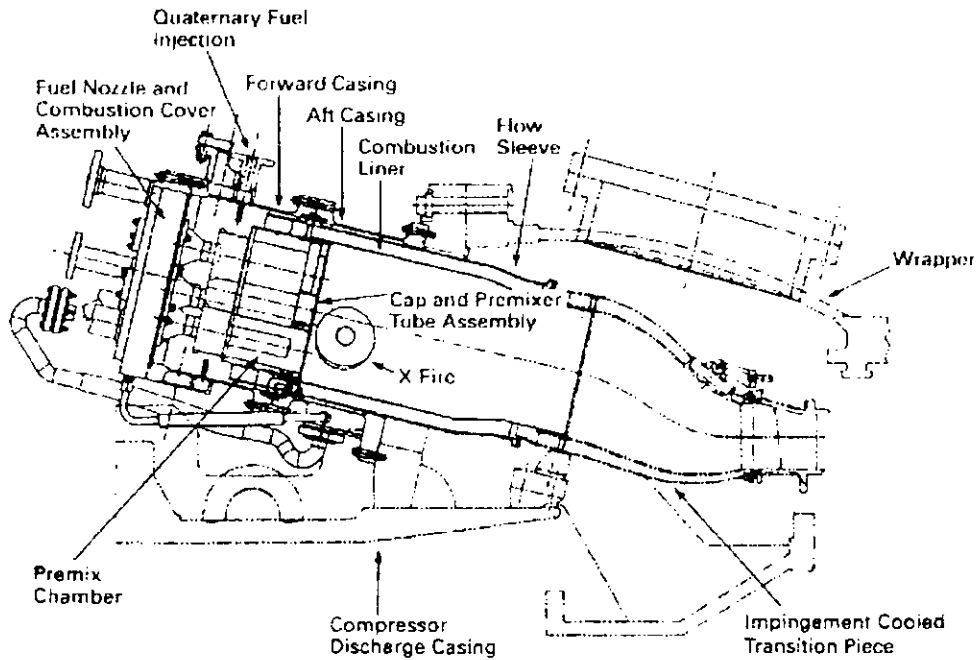 Quaternary Fuel
Injection
Fuel Nozzle and
Combustion Cover
Assembly
Forward Casing
Aft Casing
Combustion
Liner
Flow
Sleeve
Wrapper
Cap and Premixer
Tube Assembly
X Fire
Premix
Chamber
Compressor
Discharge Casing
Impingement Cooled
Transition Piece